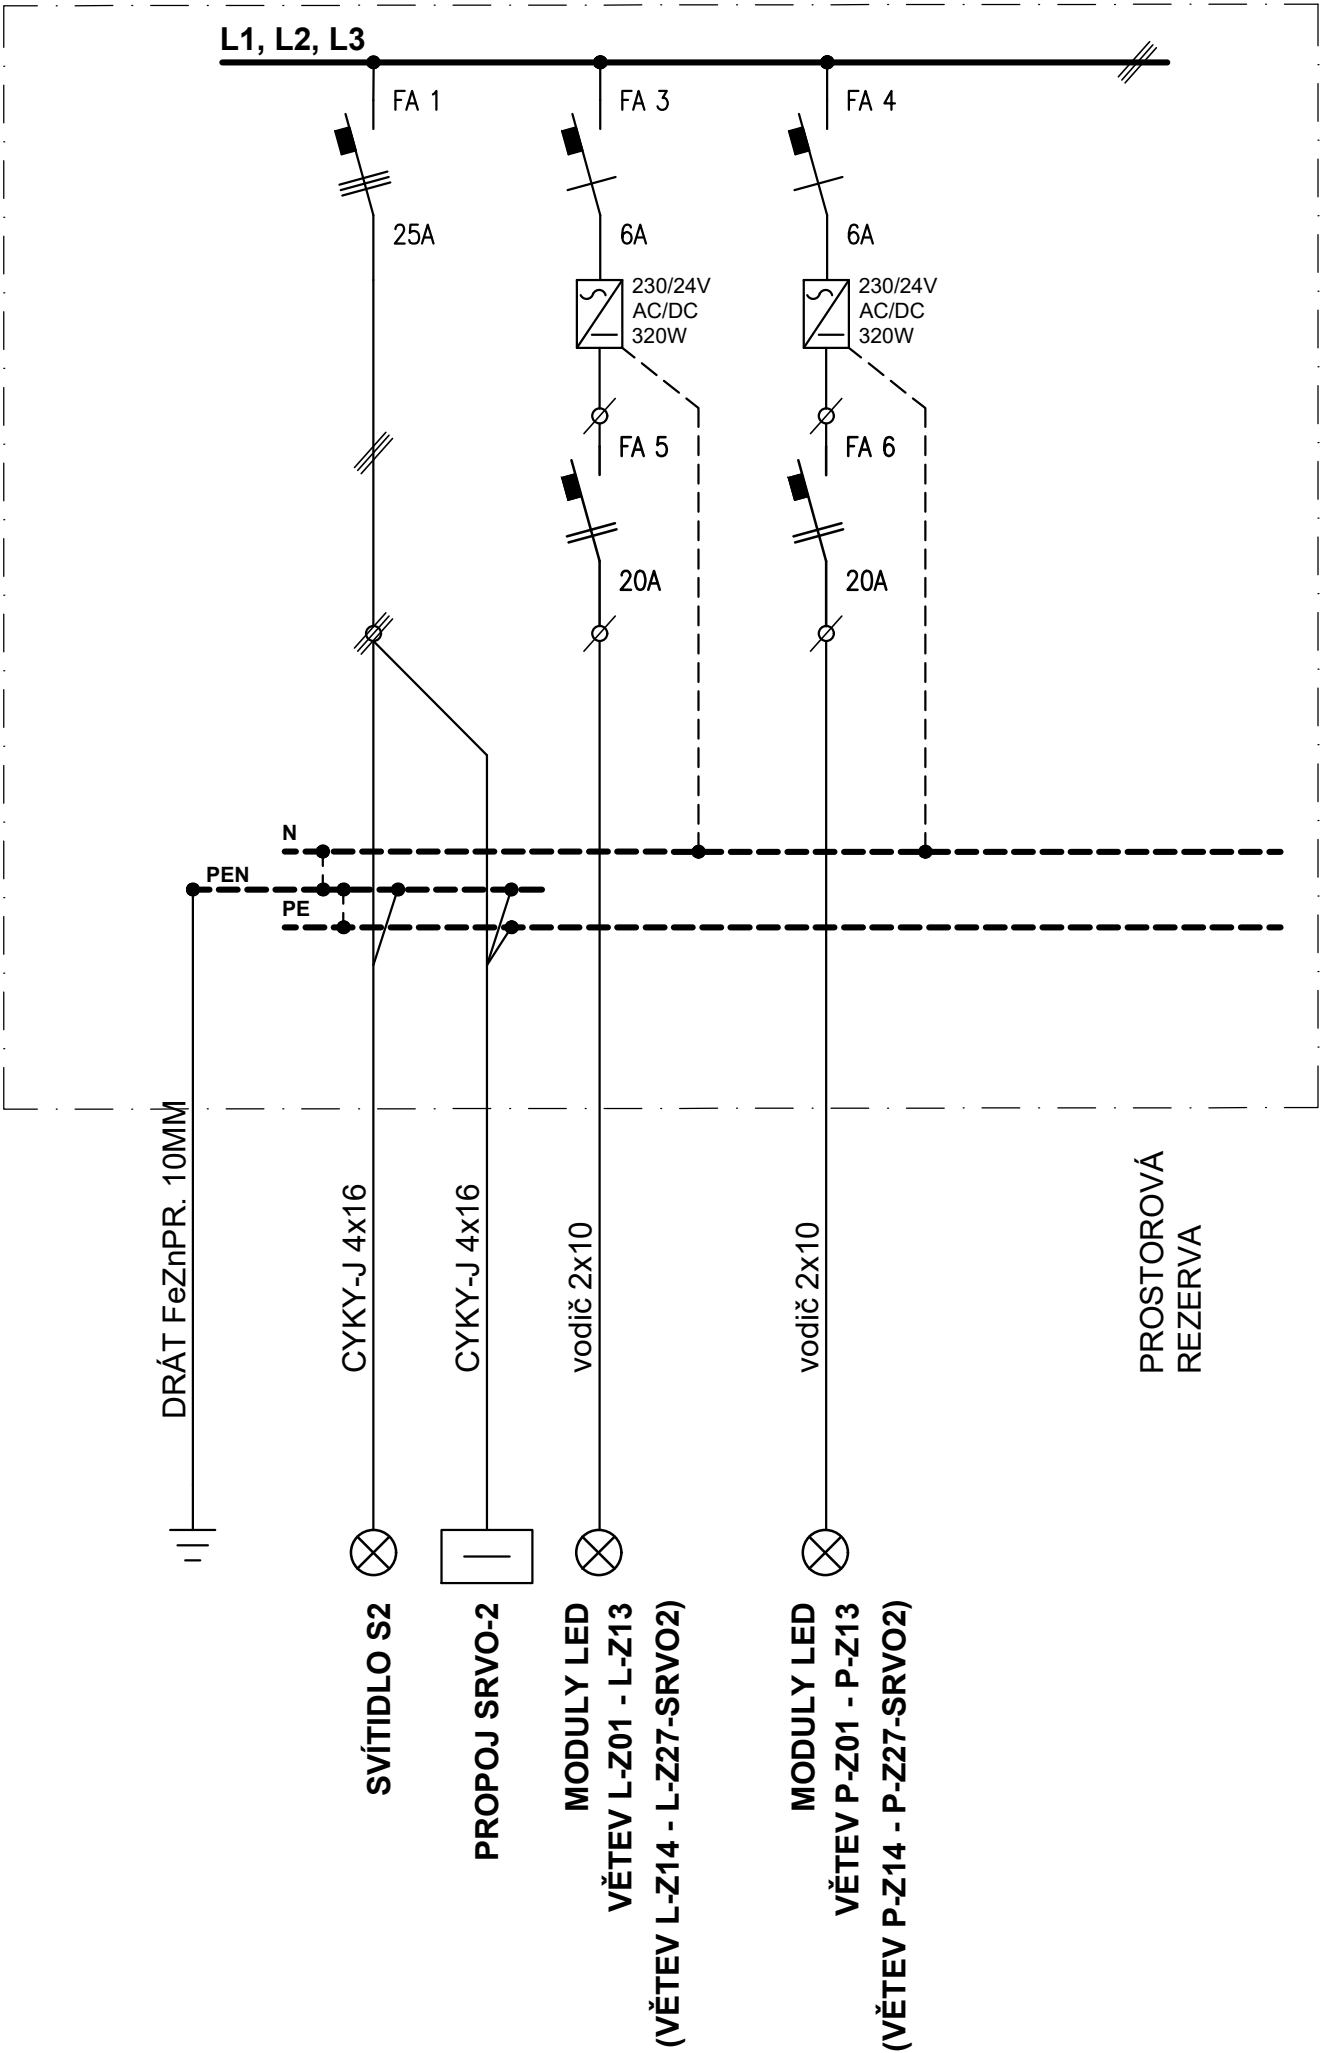 L1, L2, L3
FA 1
FA 3
FA 4
25A
6A
6A
230/24V
AC/DC
320W
230/24V
AC/DC
320W
FA 5
FA 6
20A
20A
N
PEN
PE
DRÁT FeZnPR. 10MM
CYKY-J 4x16
CYKY-J 4x16
vodič 2x10
vodič 2x10
PROSTOROVÁ
REZERVA
SVÍTIDLO S2
PROPOJ SRVO-2
MODULY LED
VĚTEV L-Z01 - L-Z13
(VĚTEV L-Z14 - L-Z27-SRVO2)
MODULY LED
VĚTEV P-Z01 - P-Z13
(VĚTEV P-Z14 - P-Z27-SRVO2)